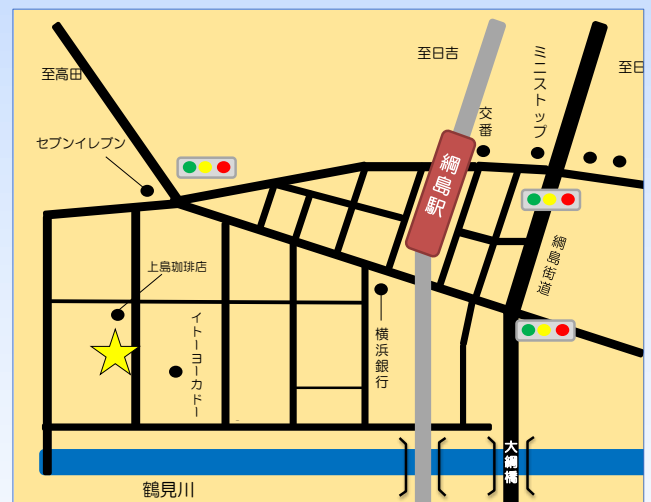 至高田
セブンイレブン
至日吉
ミニストップ
至日
交番
綱島駅
綱島街道
上島珈琲店
イトーヨーカドー
横浜銀行
大綱橋
鶴見川